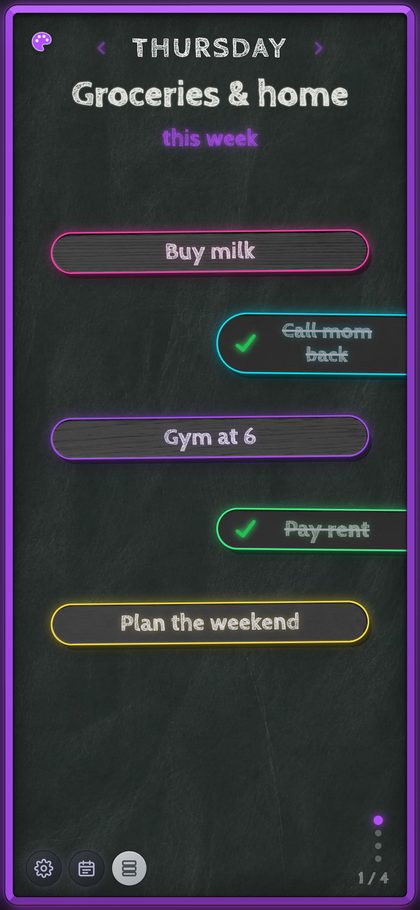 THURSDAY
Groceries & home
this week
Buy milk
Call mom
back
Gym at 6
Pay rent
Plan the weekend
1 / 4